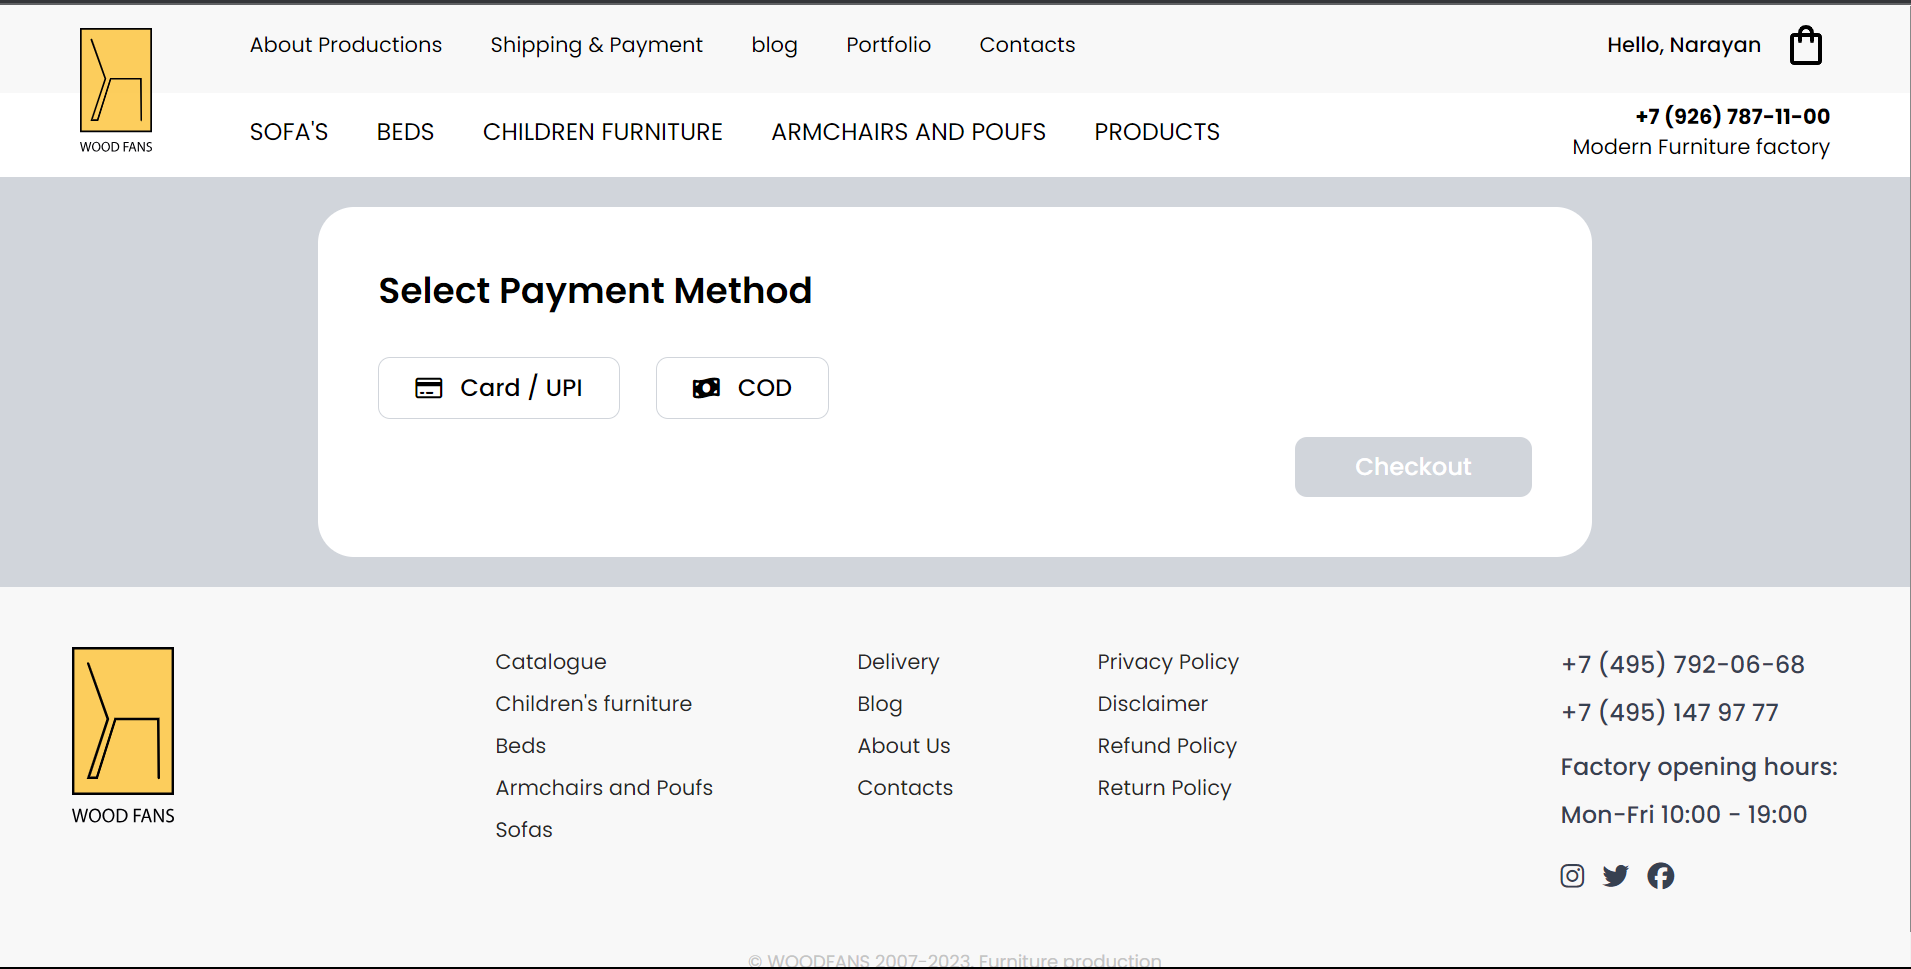 About Productions Shipping & Payment blog Portfolio Contacts
Hello, Narayan
WOOD FANS
SOFA'S BEDS CHILDREN FURNITURE ARMCHAIRS AND POUFS PRODUCTS
+7 (926) 787-11-00
Modern Furniture factory
Select Payment Method
Card / UPI
COD
Checkout
WOOD FANS
Catalogue
Children's furniture
Beds
Armchairs and Poufs
Sofas
Delivery
Blog
About Us
Contacts
Privacy Policy
Disclaimer
Refund Policy
Return Policy
+7 (495) 792-06-68
+7 (495) 147 97 77
Factory opening hours:
Mon-Fri 10:00 - 19:00
© WOODFANS 2007-2023. Furniture production